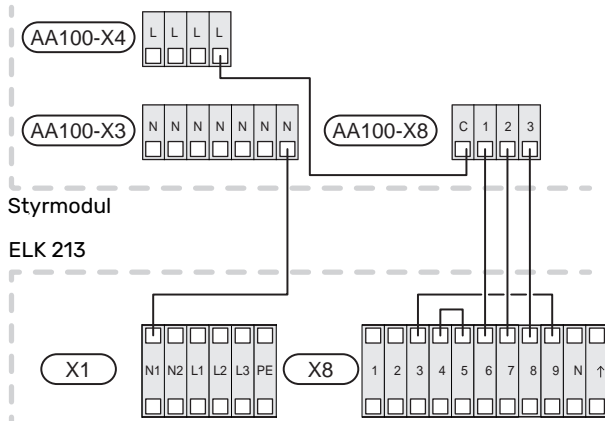 AA100-X4 L L L L
AA100-X3 N N N N N N N AA100-X8 C 1 2 3
Styrmodul
ELK 213
X1 N1 N2 L1 L2 L3 PE X8 1 2 3 4 5 6 7 8 9 N ↑